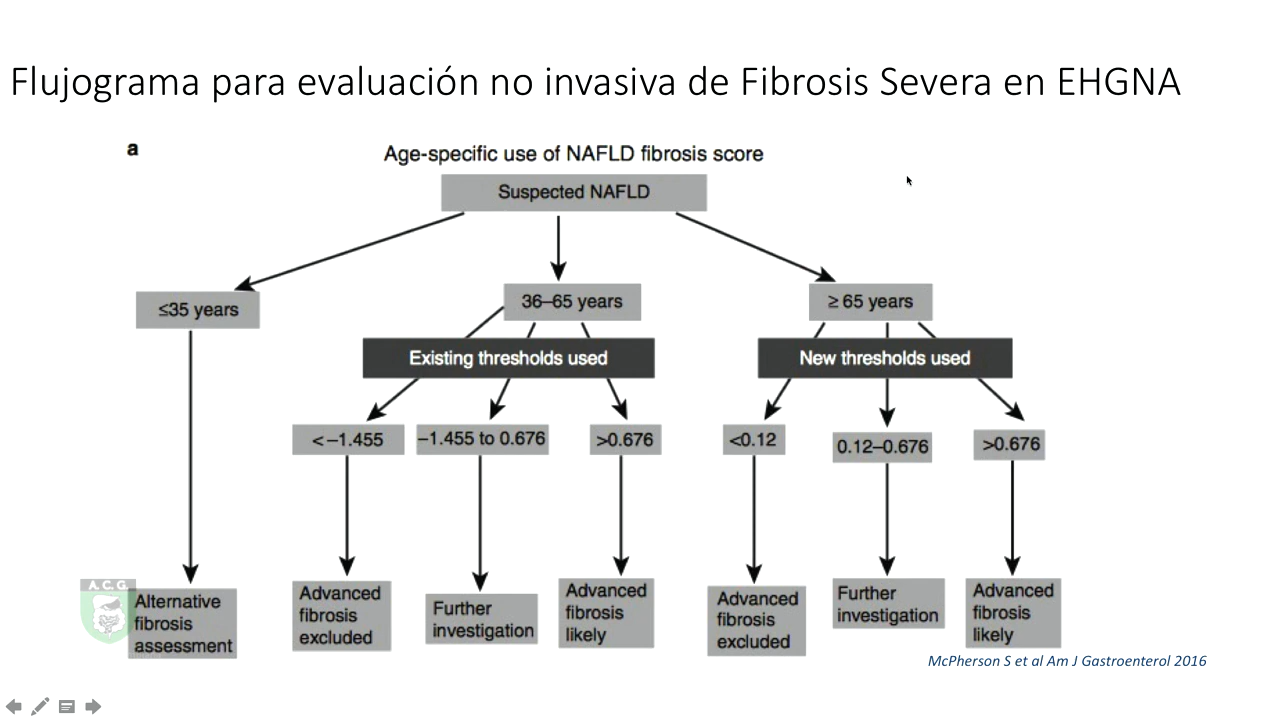 Flujograma para evaluación no invasiva de Fibrosis Severa en EHGNA
a
Age-specific use of NAFLD fibrosis score
Suspected NAFLD
≤35 years
36–65 years
≥ 65 years
Existing thresholds used
New thresholds used
<–1.455
–1.455 to 0.676
>0.676
<0.12
0.12–0.676
>0.676
A.C.G.
Alternative
fibrosis
assessment
Advanced
fibrosis
excluded
Further
investigation
Advanced
fibrosis
likely
Advanced
fibrosis
excluded
Further
investigation
Advanced
fibrosis
likely
McPherson S et al Am J Gastroenterol 2016